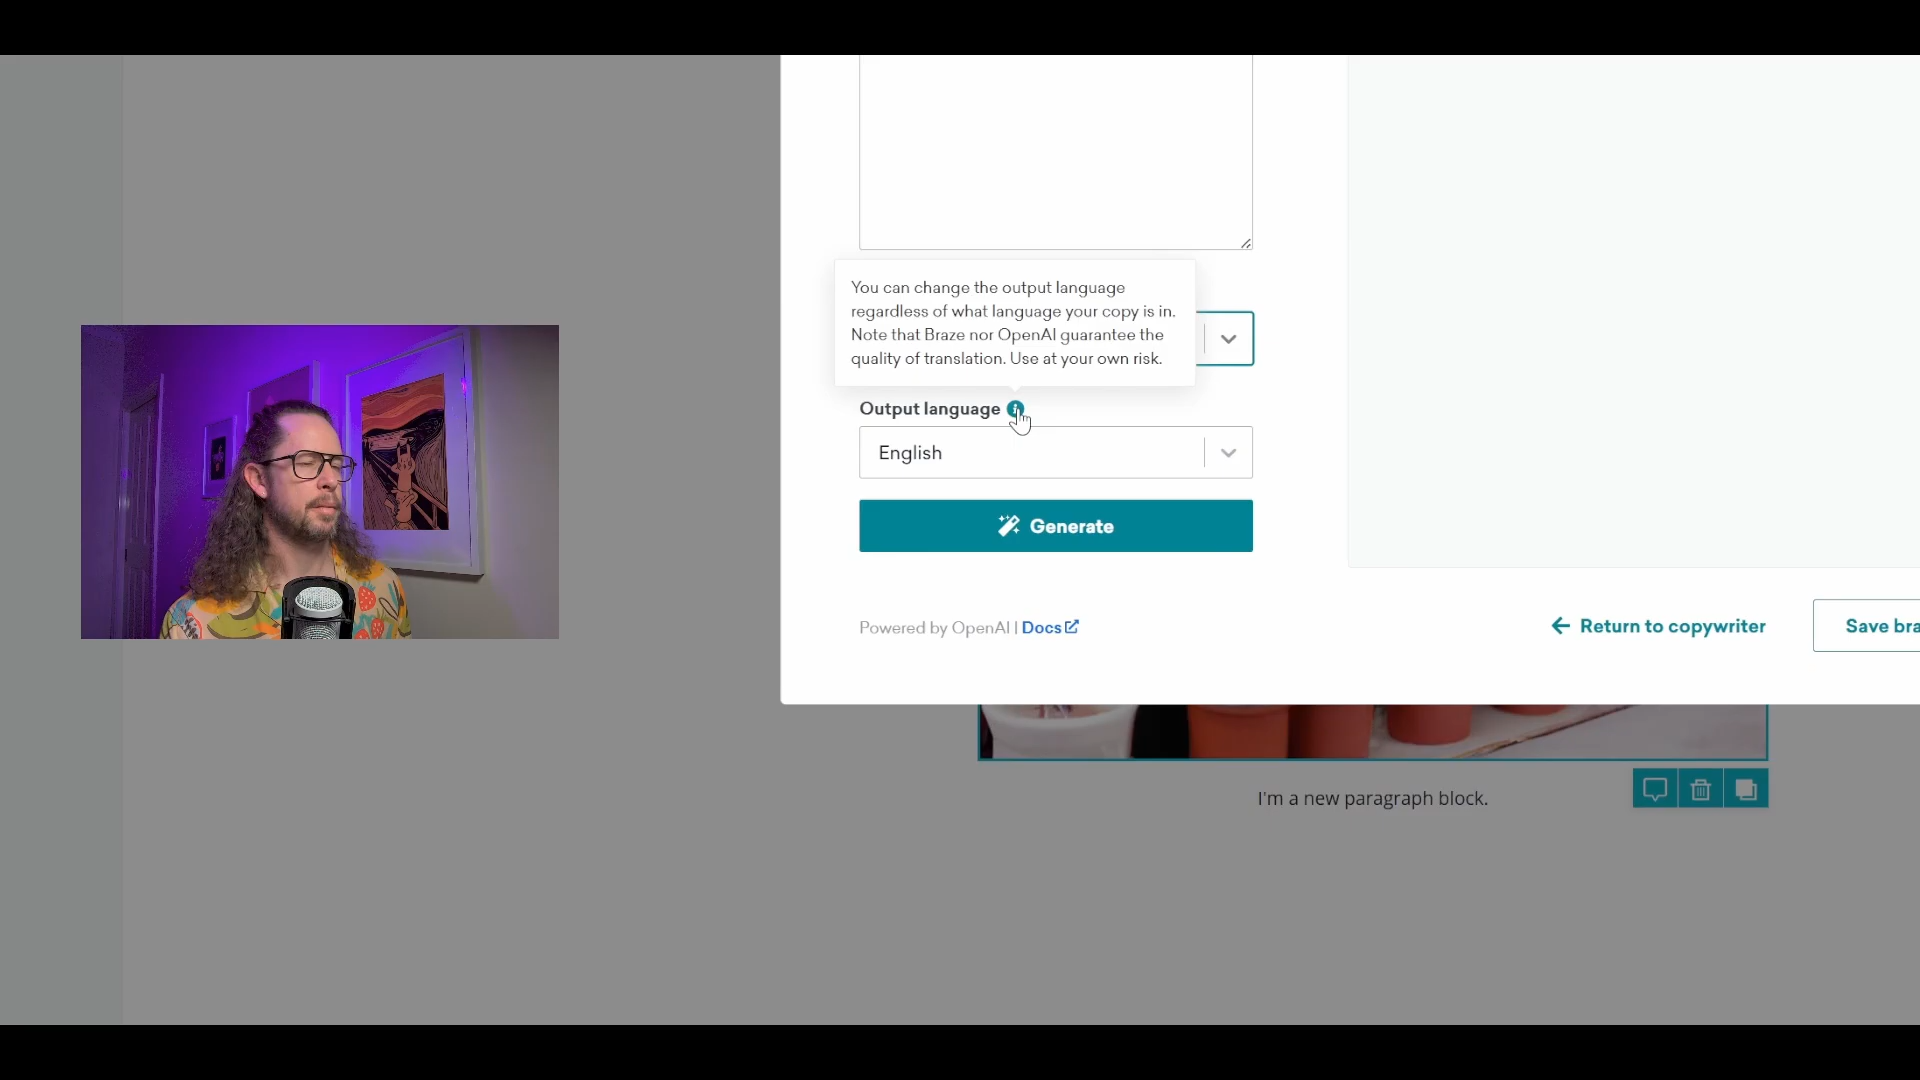 You can change the output language
regardless of what language your copy is in.
Note that Braze nor OpenAI guarantee the
quality of translation. Use at your own risk.
Output language
English
Generate
Powered by OpenAI | Docs
Return to copywriter
Save bra
I'm a new paragraph block.